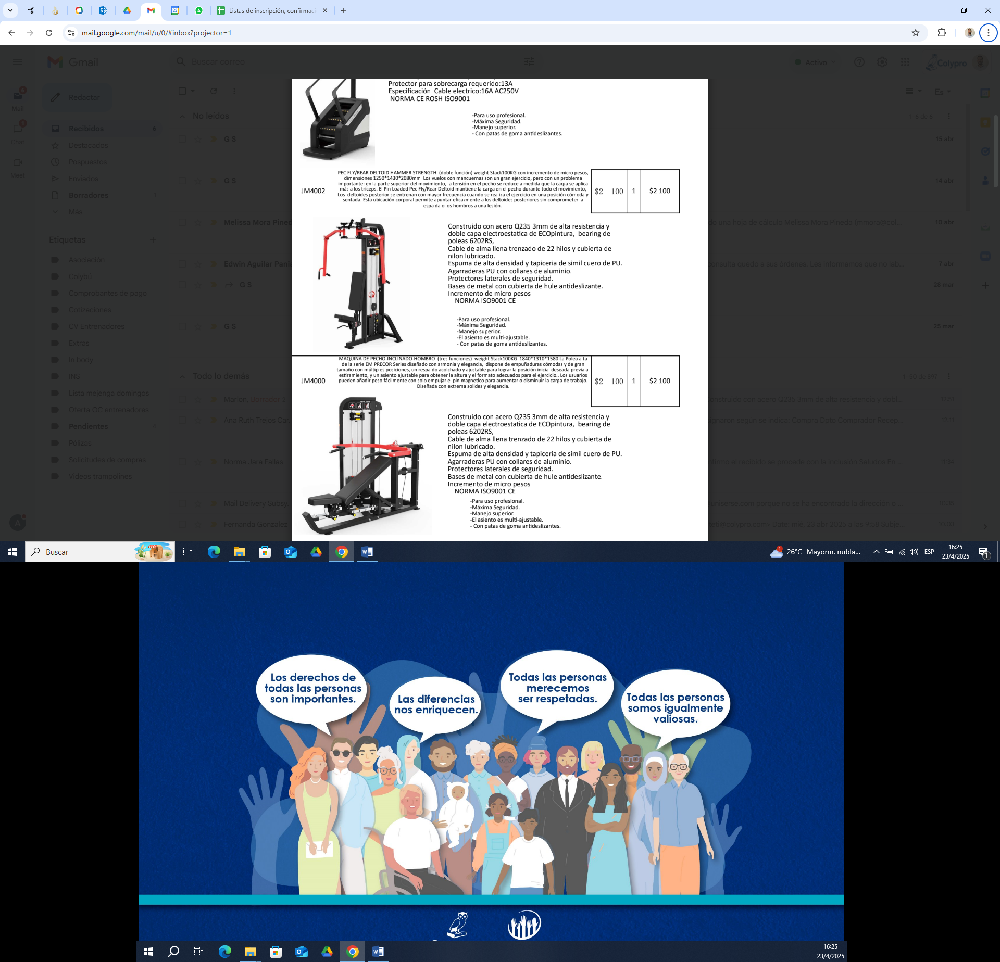 Listas de inscripción, confirmaci
mail.google.com/mail/u/0/#inbox?projector=1
Gmail
Buscar correo
Activo
Colypro
Redactar
6
Mail
1
Chat
Meet
Recibidos 6
Destacados
Pospuestos
Enviados
Borradores 1
Más
Etiquetas
Asociación
Colybú
Comprobantes de pago
Cotizaciones
CV Entrenadores
Extras
In body
INS
Lista mejenga domingos
Oferta OC entrenadores
Pendientes 4
Pólizas
Solicitudes de compras
Videos trampolines
Es
No leídos
1–6 de 6
G S
15 abr
G S
14 abr
Melissa Mora Pined
do una hoja de cálculo Melissa Mora Pineda (mmora@col...
10 abr
Edwin Aguilar Pania
consulta quedo a sus órdenes. Les informamos que no lab...
7 abr
G S
28 mar
G S
25 mar
Todo lo demás
1–50 de 897
Marlon, Borrador 2
onstruido con acero Q235 3mm de alta resistencia y dobl...
12:51
Ana Ruth Trejos Car.
ignaron según se indica. Compra Dpto Comprador Recep...
12:11
Norma Jara Fallas
nfirmo el recibido se procede con la inclusión Saludos En ...
11:34
Mail Delivery Subsy.
uniserse.com porque no se ha encontrado la dirección o...
10:35
Fernanda González
teti@colypro.com> Date: mié, 23 abr 2025 a las 9:58 Subje...
10:03
Protector para sobrecarga requerido:13A
Especificación Cable electrico:16A AC250V
NORMA CE ROSH ISO9001
-Para uso profesional.
-Máxima Seguridad.
-Manejo superior.
- Con patas de goma antideslizantes.
JM4002
PEC FLY/REAR DELTOID HAMMER STRENGTH (doble función) weight Stack100KG con incremento de micro pesos,
dimensiones 1250*1430*2080mm Los vuelos con mancuernas son un gran ejercicio, pero con un problema
importante: en la parte superior del movimiento, la tensión en el pecho se reduce a medida que la carga se aplica
más a los tríceps. El Pin Loaded Pec Fly/Rear Deltoid mantiene la carga en el pecho durante todo el movimiento,
Los deltoides posterior se entrenan con mayor frecuencia cuando se realiza el ejercicio en una posición cómoda y
sentada. Esta ubicación corporal permite apuntar eficazmente a los deltoides posteriores sin comprometer la
espalda o los hombros a una lesión.
$2 100 1 $2 100
Construido con acero Q235 3mm de alta resistencia y
doble capa electroestatica de ECOpintura, bearing de
poleas 6202RS,
Cable de alma llena trenzado de 22 hilos y cubierta de
nilon lubricado.
Espuma de alta densidad y tapiceria de simil cuero de PU.
Agarraderas PU con collares de aluminio.
Protectores laterales de seguridad.
Bases de metal con cubierta de hule antideslizante.
Incremento de micro pesos
NORMA ISO9001 CE
-Para uso profesional.
-Máxima Seguridad.
-Manejo superior.
-El asiento es multi-ajustable.
- Con patas de goma antideslizantes.
JM4000
MAQUINA DE PECHO-INCLINADO-HOMBRO (tres funciones) weight Stack100KG 1840*1310*1580 La Polea alta
de la serie EM PRECOR Series diseñado con armonia y elegancia, dispone de empuñaduras cómodas y de gran
tamaño con múltiples posiciones, un respaldo acolchado y ajustable para lograr la posición inicial deseada previa al
estiramiento, y un asiento ajustable para obtener la altura y el formato adecuados para el ejercicio.. Los usuarios
pueden añadir peso fácilmente con solo empujar el pin magnetico para aumentar o disminuir la carga de trabajo.
Diseñada con extrema solides y elegancia.
$2 100 1 $2 100
Construido con acero Q235 3mm de alta resistencia y
doble capa electroestatica de ECOpintura, bearing de
poleas 6202RS,
Cable de alma llena trenzado de 22 hilos y cubierta de
nilon lubricado.
Espuma de alta densidad y tapiceria de simil cuero de PU.
Agarraderas PU con collares de aluminio.
Protectores laterales de seguridad.
Bases de metal con cubierta de hule antideslizante.
Incremento de micro pesos
NORMA ISO9001 CE
-Para uso profesional.
-Máxima Seguridad.
-Manejo superior.
-El asiento es multi-ajustable.
- Con patas de goma antideslizantes.
Buscar
26°C Mayorm. nubla...
ESP
16:25
23/4/2025
1
Los derechos de
todas las personas
son importantes.
Las diferencias
nos enriquecen.
Todas las personas
merecemos
ser respetadas.
Todas las personas
somos igualmente
valiosas.
16:25
23/4/2025